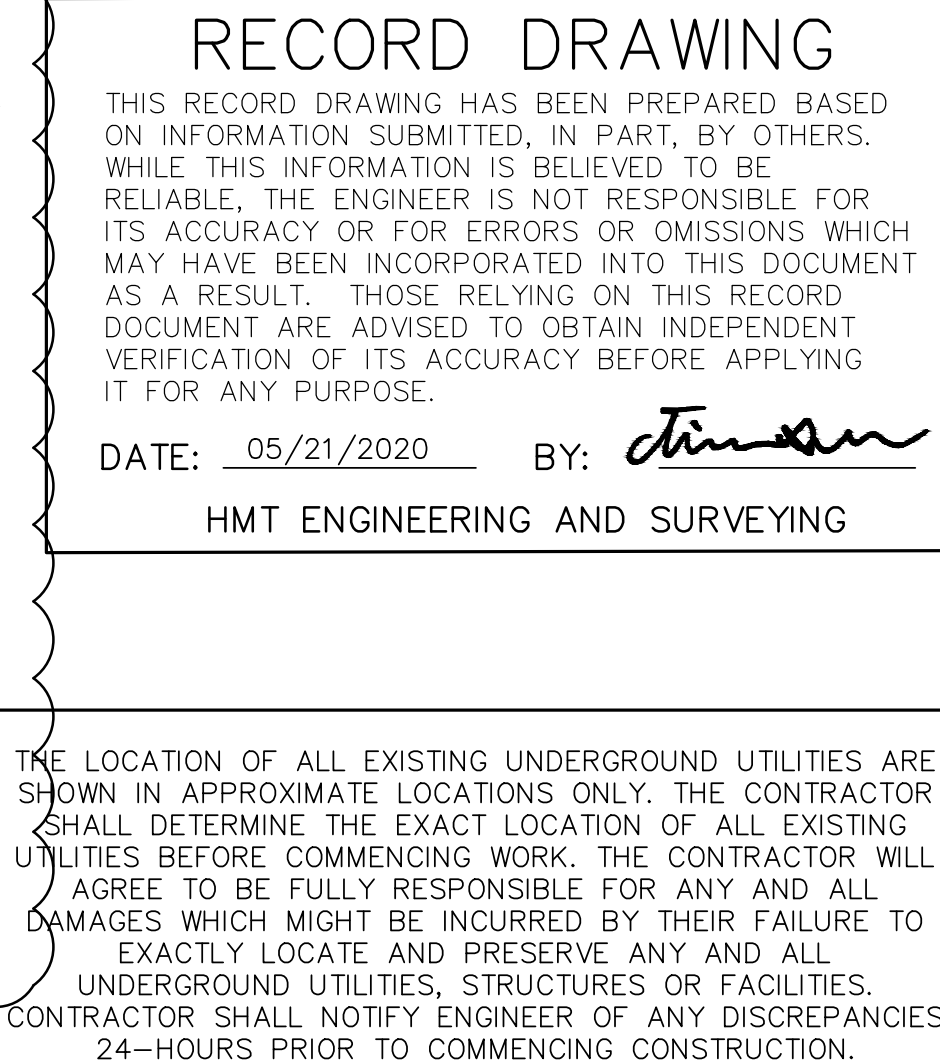 RECORD DRAWING
THIS RECORD DRAWING HAS BEEN PREPARED BASED
ON INFORMATION SUBMITTED, IN PART, BY OTHERS.
WHILE THIS INFORMATION IS BELIEVED TO BE
RELIABLE, THE ENGINEER IS NOT RESPONSIBLE FOR
ITS ACCURACY OR FOR ERRORS OR OMISSIONS WHICH
MAY HAVE BEEN INCORPORATED INTO THIS DOCUMENT
AS A RESULT. THOSE RELYING ON THIS RECORD
DOCUMENT ARE ADVISED TO OBTAIN INDEPENDENT
VERIFICATION OF ITS ACCURACY BEFORE APPLYING
IT FOR ANY PURPOSE.
DATE: 05/21/2020 BY:
HMT ENGINEERING AND SURVEYING
THE LOCATION OF ALL EXISTING UNDERGROUND UTILITIES ARE
SHOWN IN APPROXIMATE LOCATIONS ONLY. THE CONTRACTOR
SHALL DETERMINE THE EXACT LOCATION OF ALL EXISTING
UTILITIES BEFORE COMMENCING WORK. THE CONTRACTOR WILL
AGREE TO BE FULLY RESPONSIBLE FOR ANY AND ALL
DAMAGES WHICH MIGHT BE INCURRED BY THEIR FAILURE TO
EXACTLY LOCATE AND PRESERVE ANY AND ALL
UNDERGROUND UTILITIES, STRUCTURES OR FACILITIES.
CONTRACTOR SHALL NOTIFY ENGINEER OF ANY DISCREPANCIES
24-HOURS PRIOR TO COMMENCING CONSTRUCTION.